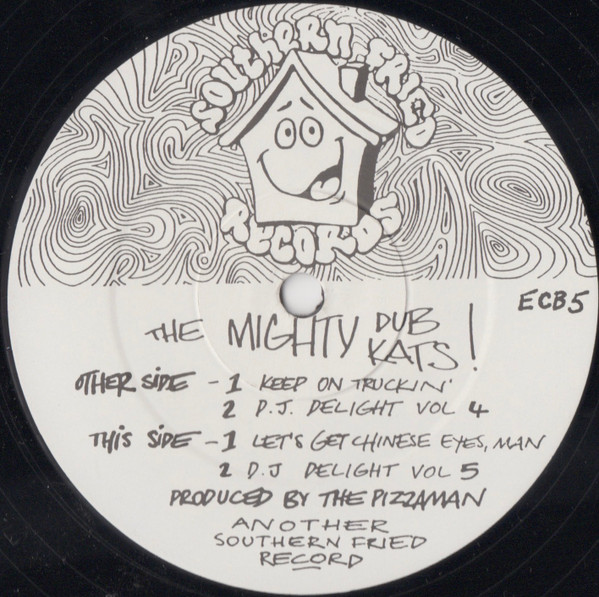 SOUTHERN FRIED
RECORDS
ECB5
THE MIGHTY DUB KATS!
OTHER SIDE - 1 KEEP ON TRUCKIN'
2 D.J. DELIGHT VOL 4
THIS SIDE - 1 LET'S GET CHINESE EYES, MAN
2 D.J DELIGHT VOL 5
PRODUCED BY THE PIZZAMAN
ANOTHER
SOUTHERN FRIED
RECORD